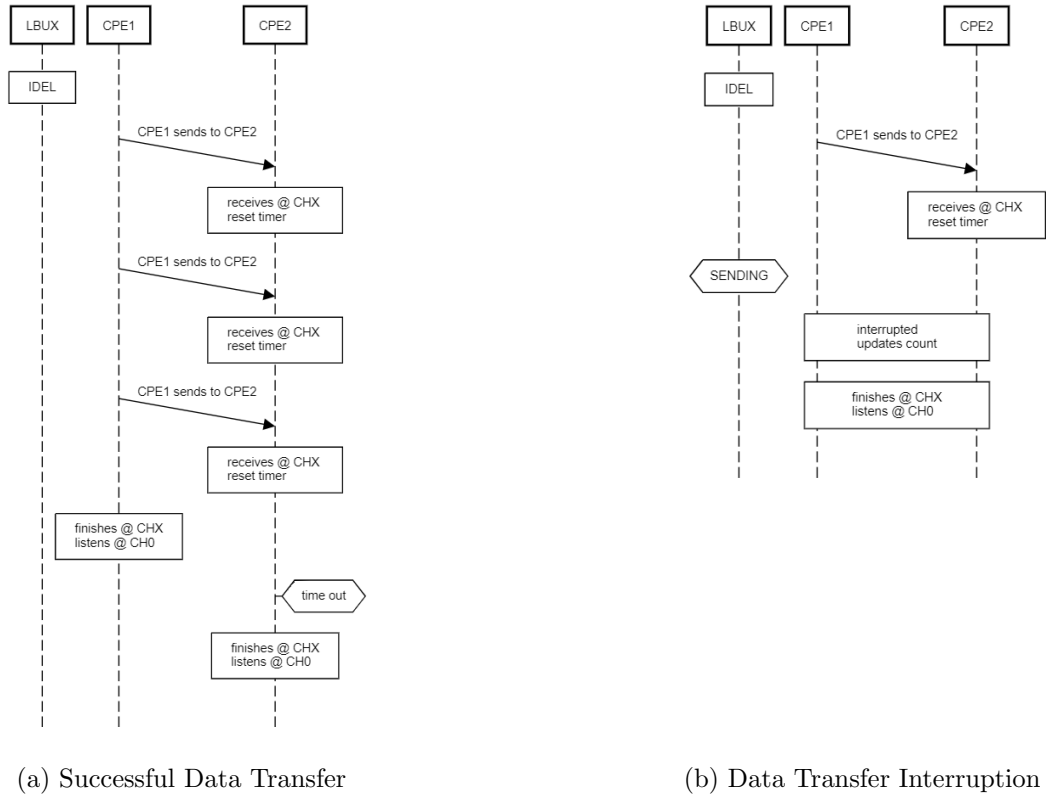 LBUX
CPE1
CPE2
IDEL
CPE1 sends to CPE2
receives @ CHX
reset timer
CPE1 sends to CPE2
receives @ CHX
reset timer
CPE1 sends to CPE2
receives @ CHX
reset timer
finishes @ CHX
listens @ CH0
time out
finishes @ CHX
listens @ CH0
(a) Successful Data Transfer
LBUX
CPE1
CPE2
IDEL
CPE1 sends to CPE2
receives @ CHX
reset timer
SENDING
interrupted
updates count
finishes @ CHX
listens @ CH0
(b) Data Transfer Interruption